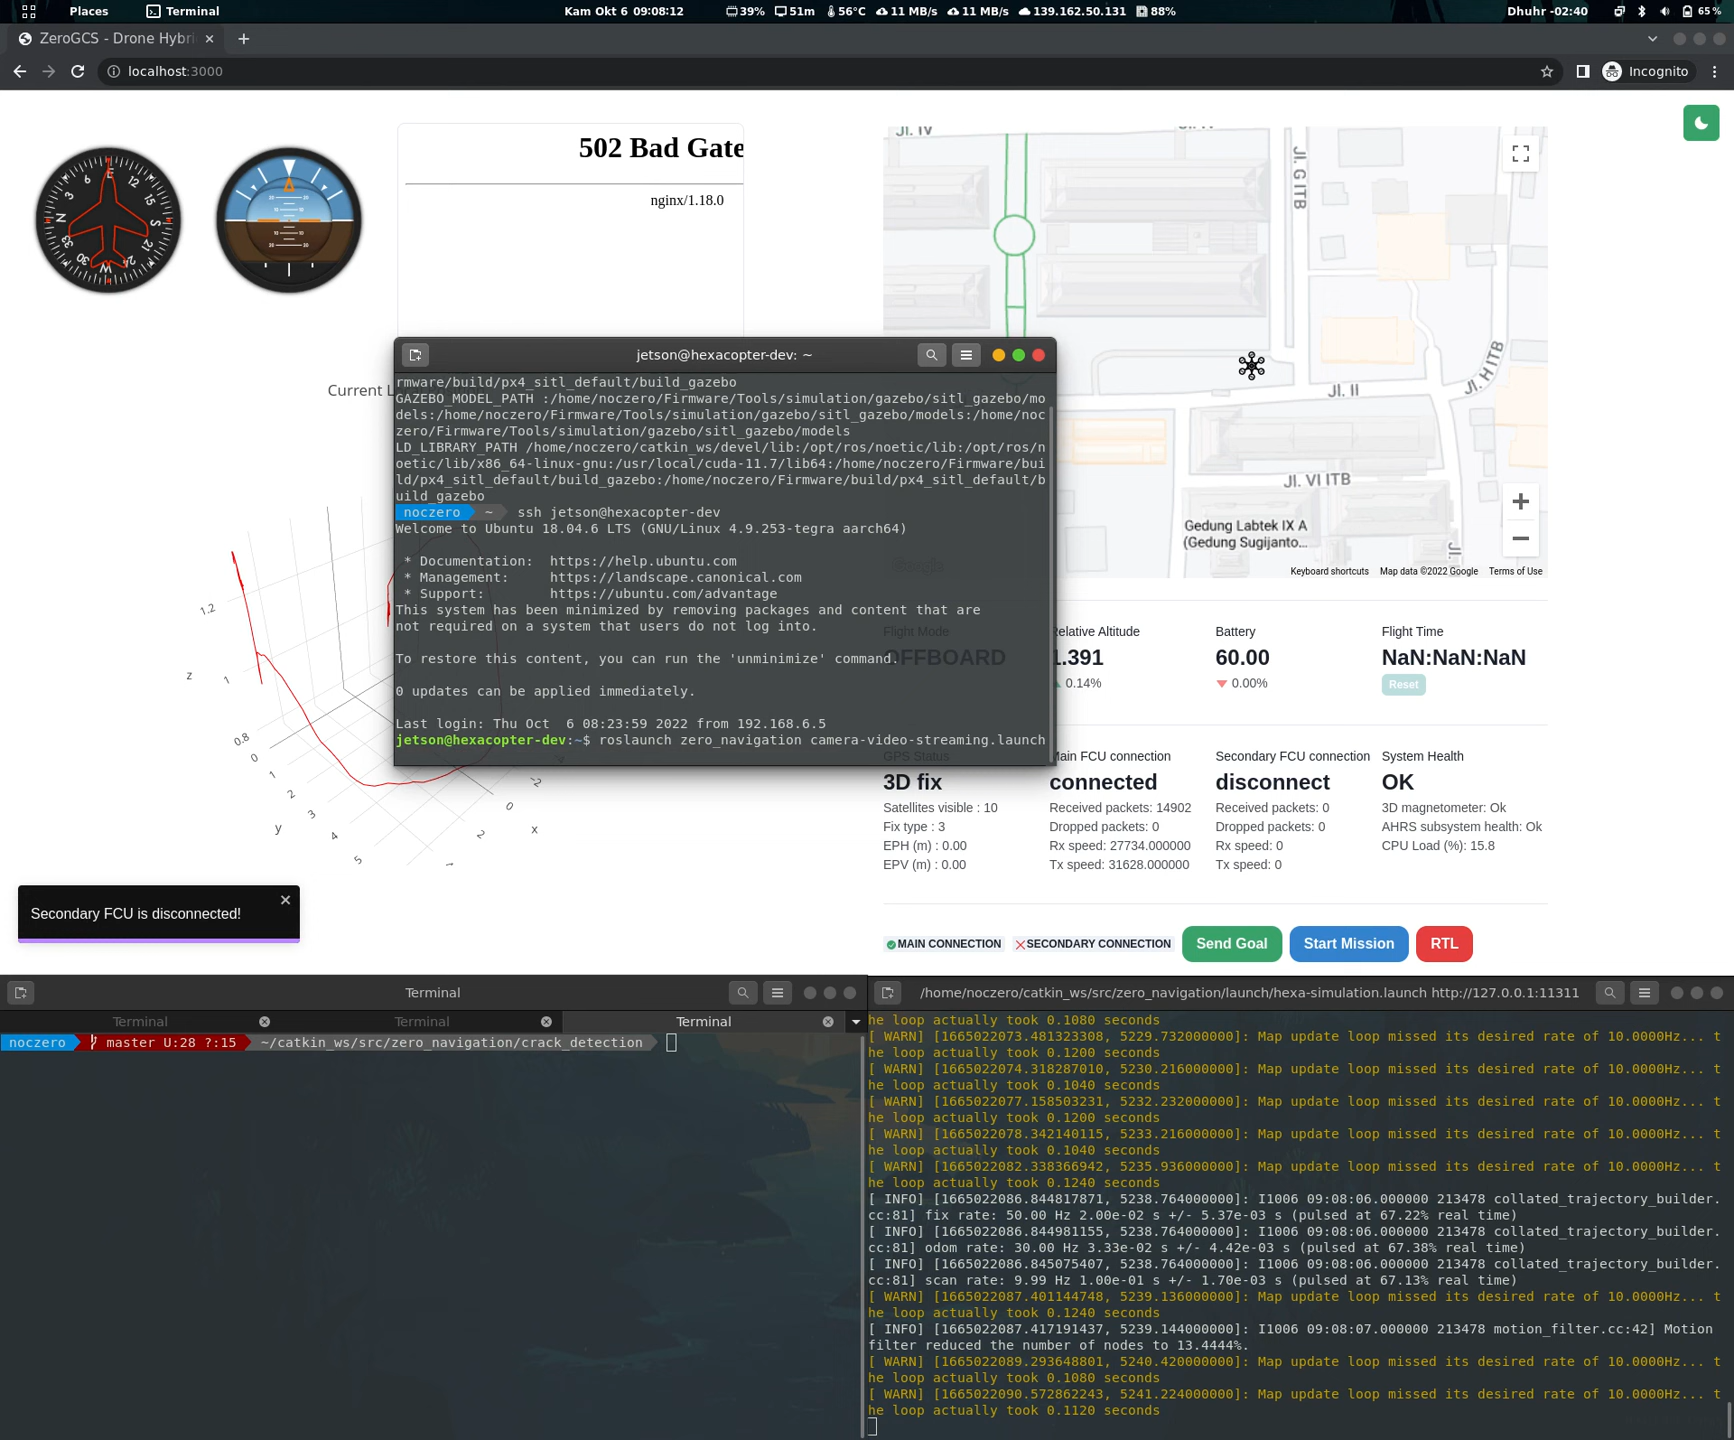 Places
Terminal
Kam Okt 6 09:08:12
39%
51m
56°C
11 MB/s
11 MB/s
139.162.50.131
88%
Dhuhr -02:40
65 %
ZeroGCS - Drone Hybri
localhost:3000
Incognito
502 Bad Gate
nginx/1.18.0
Current L
Jl. IV
Jl. G ITB
Jl. II
Jl. H ITB
Jl. VI ITB
Jl.
Gedung Labtek IX A
(Gedung Sugijanto...
Google
Keyboard shortcuts
Map data ©2022 Google
Terms of Use
jetson@hexacopter-dev: ~
rmware/build/px4_sitl_default/build_gazebo
GAZEBO_MODEL_PATH :/home/noczero/Firmware/Tools/simulation/gazebo/sitl_gazebo/mo
dels:/home/noczero/Firmware/Tools/simulation/gazebo/sitl_gazebo/models:/home/noc
zero/Firmware/Tools/simulation/gazebo/sitl_gazebo/models
LD_LIBRARY_PATH /home/noczero/catkin_ws/devel/lib:/opt/ros/noetic/lib:/opt/ros/n
oetic/lib/x86_64-linux-gnu:/usr/local/cuda-11.7/lib64:/home/noczero/Firmware/bui
ld/px4_sitl_default/build_gazebo:/home/noczero/Firmware/build/px4_sitl_default/b
uild_gazebo
noczero ~ ssh jetson@hexacopter-dev
Welcome to Ubuntu 18.04.6 LTS (GNU/Linux 4.9.253-tegra aarch64)
* Documentation: https://help.ubuntu.com
* Management: https://landscape.canonical.com
* Support: https://ubuntu.com/advantage
This system has been minimized by removing packages and content that are
not required on a system that users do not log into.
To restore this content, you can run the 'unminimize' command.
0 updates can be applied immediately.
Last login: Thu Oct 6 08:23:59 2022 from 192.168.6.5
jetson@hexacopter-dev:~$ roslaunch zero_navigation camera-video-streaming.launch
z
1.2
1
0.8
0
1
2
3
4
5
y
−2
0
2
x
Flight Mode
OFFBOARD
Relative Altitude
1.391
0.14%
Battery
60.00
0.00%
Flight Time
NaN:NaN:NaN
Reset
GPS Status
3D fix
Satellites visible : 10
Fix type : 3
EPH (m) : 0.00
EPV (m) : 0.00
Main FCU connection
connected
Received packets: 14902
Dropped packets: 0
Rx speed: 27734.000000
Tx speed: 31628.000000
Secondary FCU connection
disconnect
Received packets: 0
Dropped packets: 0
Rx speed: 0
Tx speed: 0
System Health
OK
3D magnetometer: Ok
AHRS subsystem health: Ok
CPU Load (%): 15.8
Secondary FCU is disconnected!
MAIN CONNECTION
SECONDARY CONNECTION
Send Goal
Start Mission
RTL
Terminal
Terminal
Terminal
Terminal
noczero master U:28 ?:15 ~/catkin_ws/src/zero_navigation/crack_detection
/home/noczero/catkin_ws/src/zero_navigation/launch/hexa-simulation.launch http://127.0.0.1:11311
he loop actually took 0.1080 seconds
[ WARN] [1665022073.481323308, 5229.732000000]: Map update loop missed its desired rate of 10.0000Hz... t
he loop actually took 0.1200 seconds
[ WARN] [1665022074.318287010, 5230.216000000]: Map update loop missed its desired rate of 10.0000Hz... t
he loop actually took 0.1040 seconds
[ WARN] [1665022077.158503231, 5232.232000000]: Map update loop missed its desired rate of 10.0000Hz... t
he loop actually took 0.1200 seconds
[ WARN] [1665022078.342140115, 5233.216000000]: Map update loop missed its desired rate of 10.0000Hz... t
he loop actually took 0.1040 seconds
[ WARN] [1665022082.338366942, 5235.936000000]: Map update loop missed its desired rate of 10.0000Hz... t
he loop actually took 0.1240 seconds
[ INFO] [1665022086.844817871, 5238.764000000]: I1006 09:08:06.000000 213478 collated_trajectory_builder.
cc:81] fix rate: 50.00 Hz 2.00e-02 s +/- 5.37e-03 s (pulsed at 67.22% real time)
[ INFO] [1665022086.844981155, 5238.764000000]: I1006 09:08:06.000000 213478 collated_trajectory_builder.
cc:81] odom rate: 30.00 Hz 3.33e-02 s +/- 4.42e-03 s (pulsed at 67.38% real time)
[ INFO] [1665022086.845075407, 5238.764000000]: I1006 09:08:06.000000 213478 collated_trajectory_builder.
cc:81] scan rate: 9.99 Hz 1.00e-01 s +/- 1.70e-03 s (pulsed at 67.13% real time)
[ WARN] [1665022087.401144748, 5239.136000000]: Map update loop missed its desired rate of 10.0000Hz... t
he loop actually took 0.1240 seconds
[ INFO] [1665022087.417191437, 5239.144000000]: I1006 09:08:07.000000 213478 motion_filter.cc:42] Motion
filter reduced the number of nodes to 13.4444%.
[ WARN] [1665022089.293648801, 5240.420000000]: Map update loop missed its desired rate of 10.0000Hz... t
he loop actually took 0.1080 seconds
[ WARN] [1665022090.572862243, 5241.224000000]: Map update loop missed its desired rate of 10.0000Hz... t
he loop actually took 0.1120 seconds